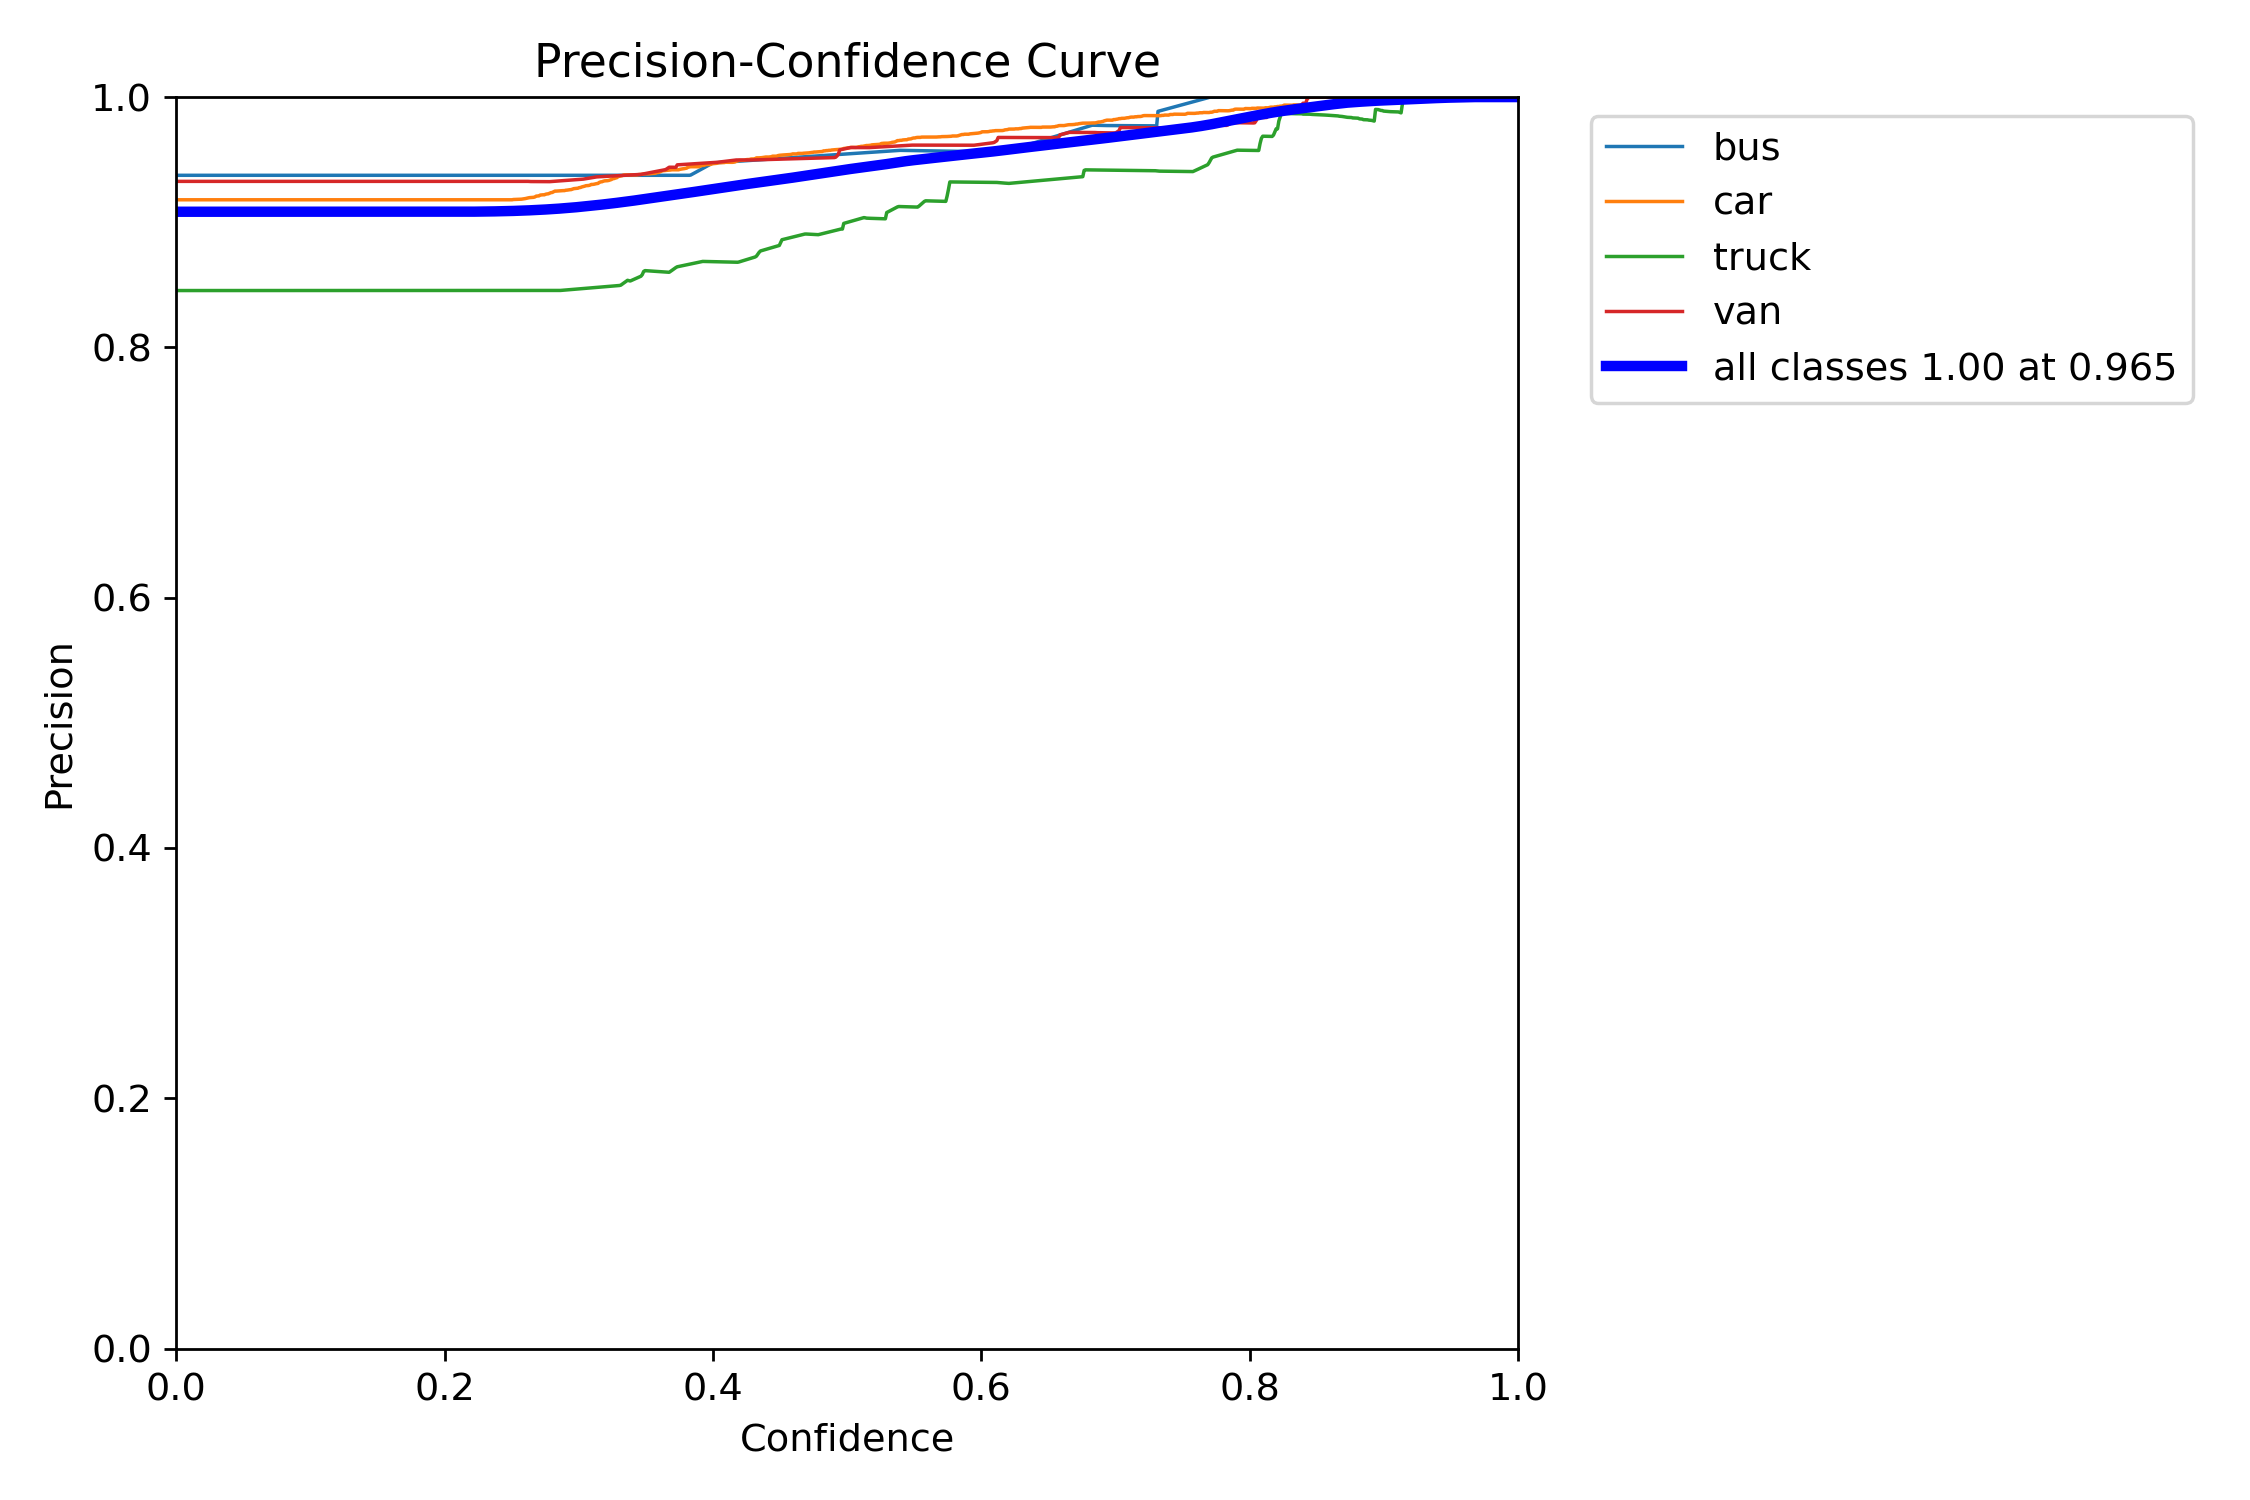 Precision-Confidence Curve
1.0
0.8
0.6
0.4
0.2
0.0
Precision
0.0 0.2 0.4 0.6 0.8 1.0
Confidence
bus
car
truck
van
all classes 1.00 at 0.965